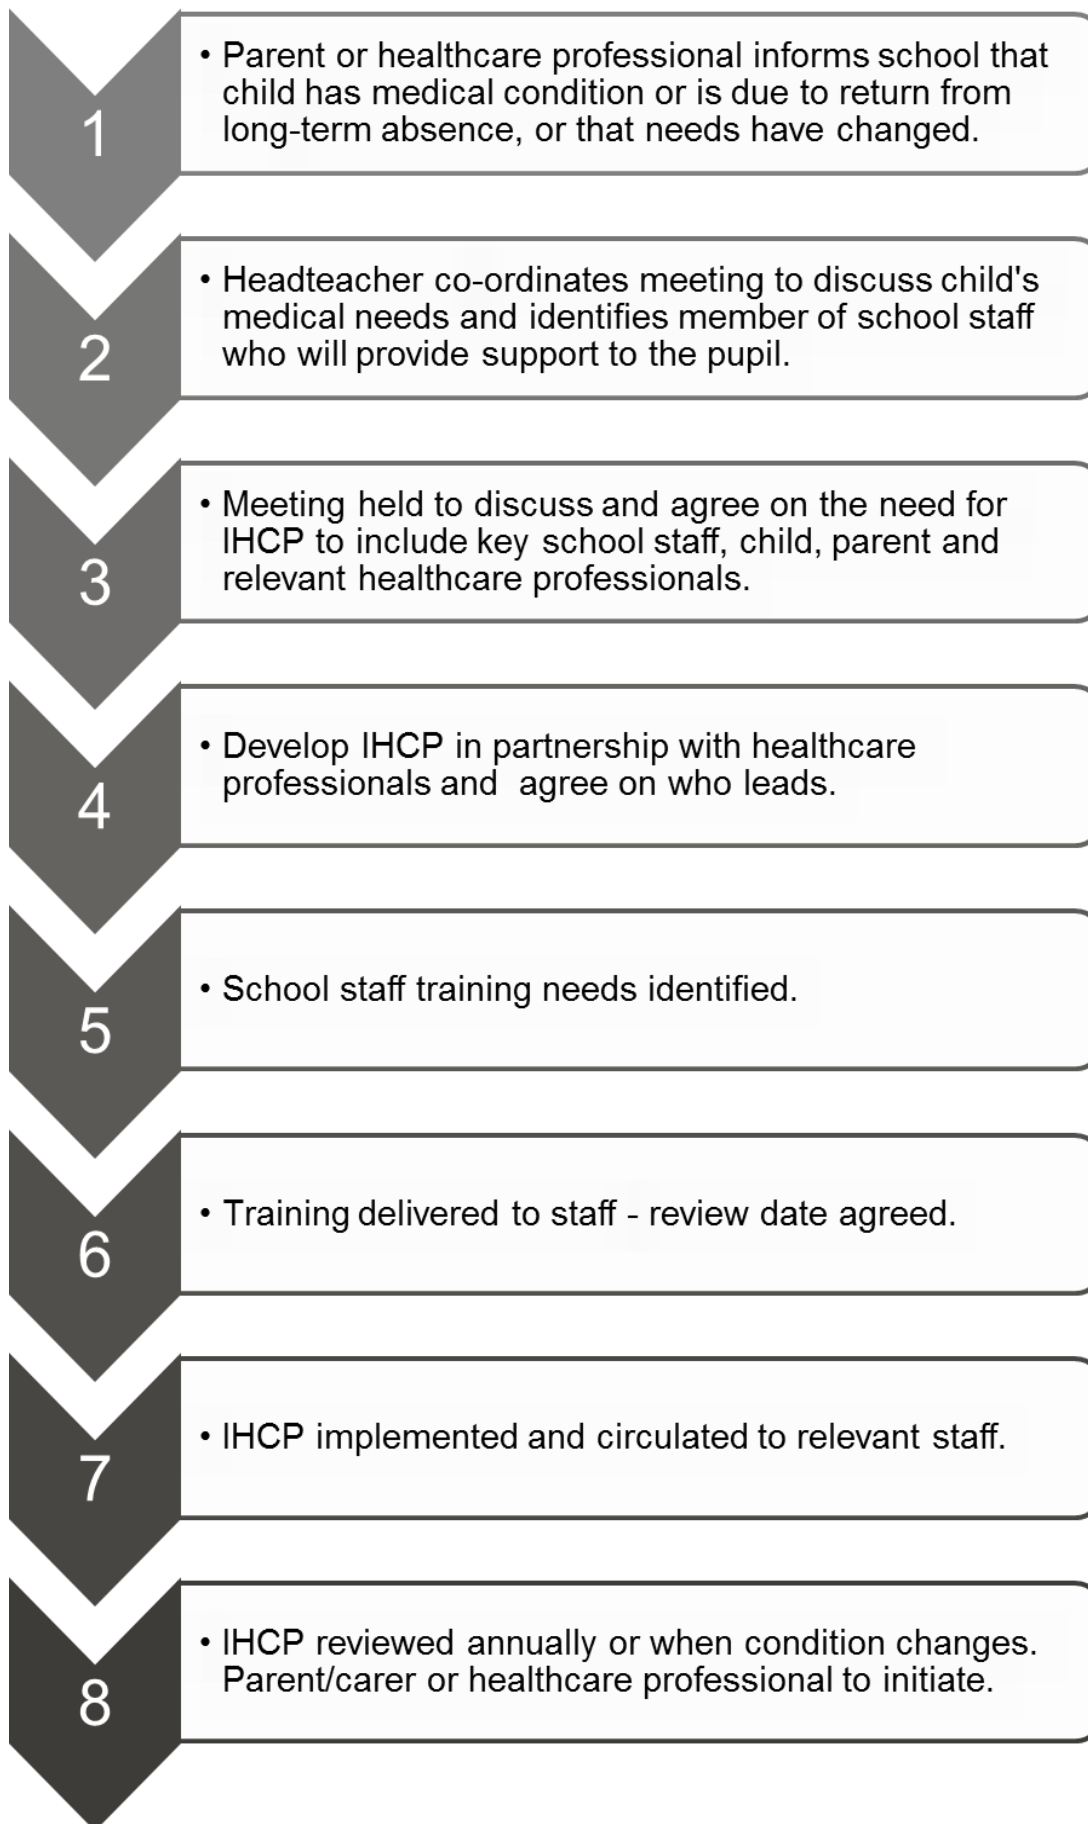 1
• Parent or healthcare professional informs school that
child has medical condition or is due to return from
long-term absence, or that needs have changed.
2
• Headteacher co-ordinates meeting to discuss child's
medical needs and identifies member of school staff
who will provide support to the pupil.
3
• Meeting held to discuss and agree on the need for
IHCP to include key school staff, child, parent and
relevant healthcare professionals.
4
• Develop IHCP in partnership with healthcare
professionals and  agree on who leads.
5
• School staff training needs identified.
6
• Training delivered to staff - review date agreed.
7
• IHCP implemented and circulated to relevant staff.
8
• IHCP reviewed annually or when condition changes.
Parent/carer or healthcare professional to initiate.